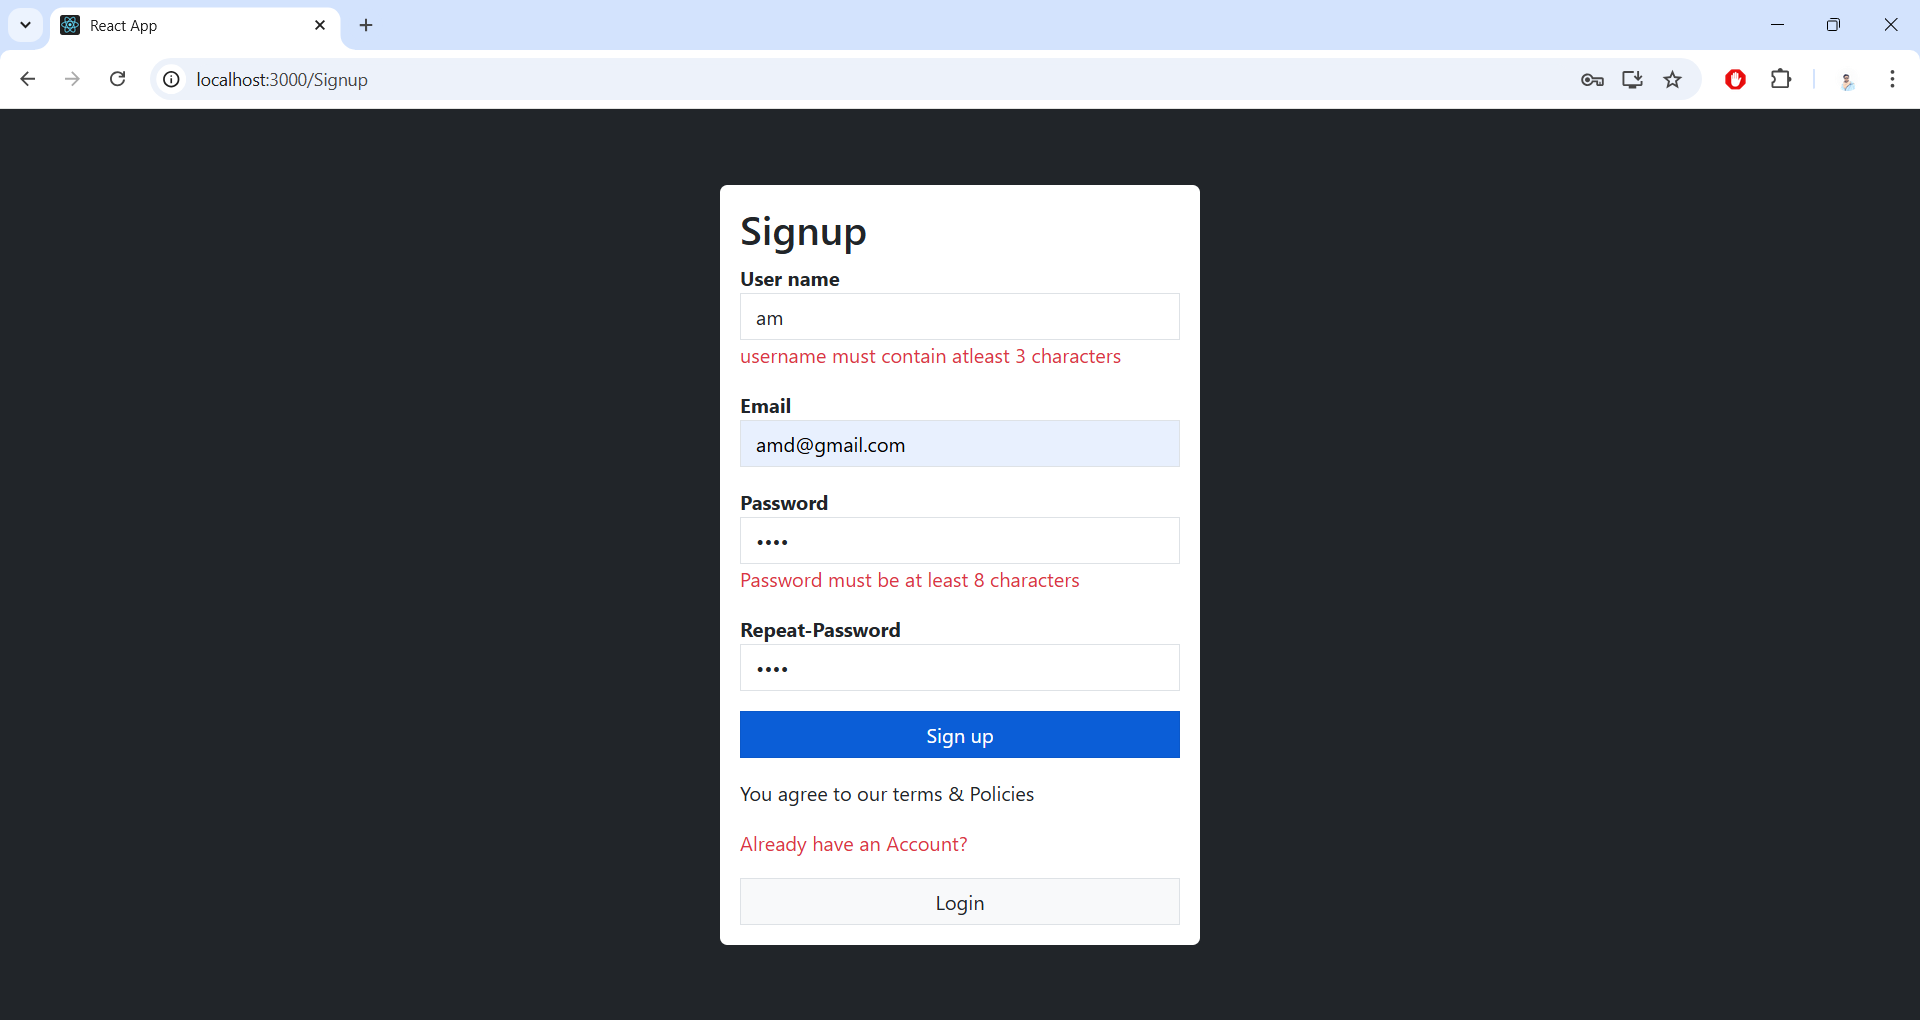 React App
localhost:3000/Signup
Signup
User name
am
username must contain atleast 3 characters
Email
amd@gmail.com
Password
••••
Password must be at least 8 characters
Repeat-Password
••••
Sign up
You agree to our terms & Policies
Already have an Account?
Login